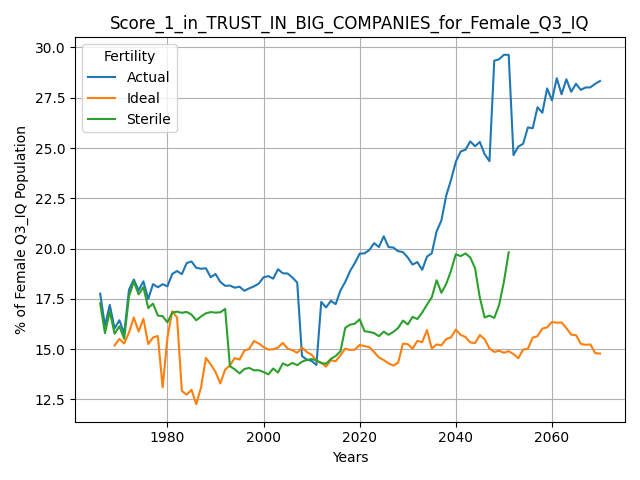 Score_1_in_TRUST_IN_BIG_COMPANIES_for_Female_Q3_IQ
% of Female Q3_IQ Population
30.0
27.5
25.0
22.5
20.0
17.5
15.0
12.5
Fertility
Actual
Ideal
Sterile
1980
2000
2020
2040
2060
Years